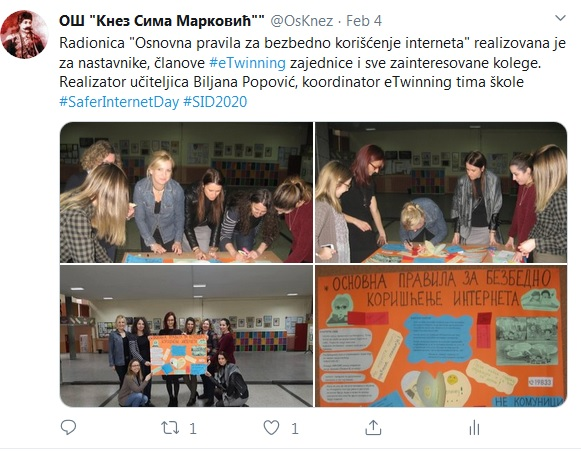 ОШ "Кнез Сима Марковић"" @OsKnez · Feb 4
Radionica "Osnovna pravila za bezbedno korišćenje interneta" realizovana je
za nastavnike, članove #eTwinning zajednice i sve zainteresovane kolege.
Realizator učiteljica Biljana Popović, koordinator eTwinning tima škole
#SaferInternetDay #SID2020
ОСНОВНА ПРАВИЛА ЗА БЕЗБЕДНО
КОРИШЋЕЊЕ ИНТЕРНЕТА
19833
НЕ КОМУНИЦИ
1
1